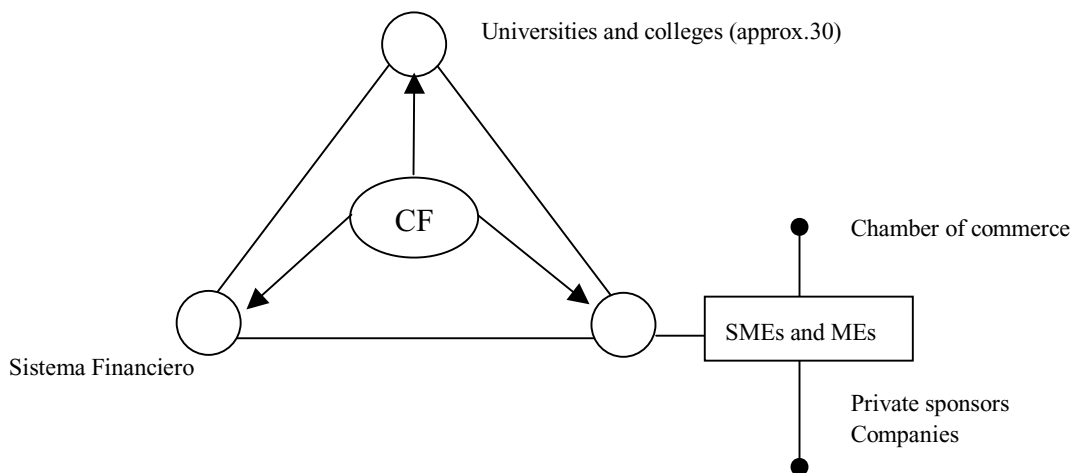 Universities and colleges (approx.30)
CF
Chamber of commerce
SMEs and MEs
Sistema Financiero
Private sponsors
Companies